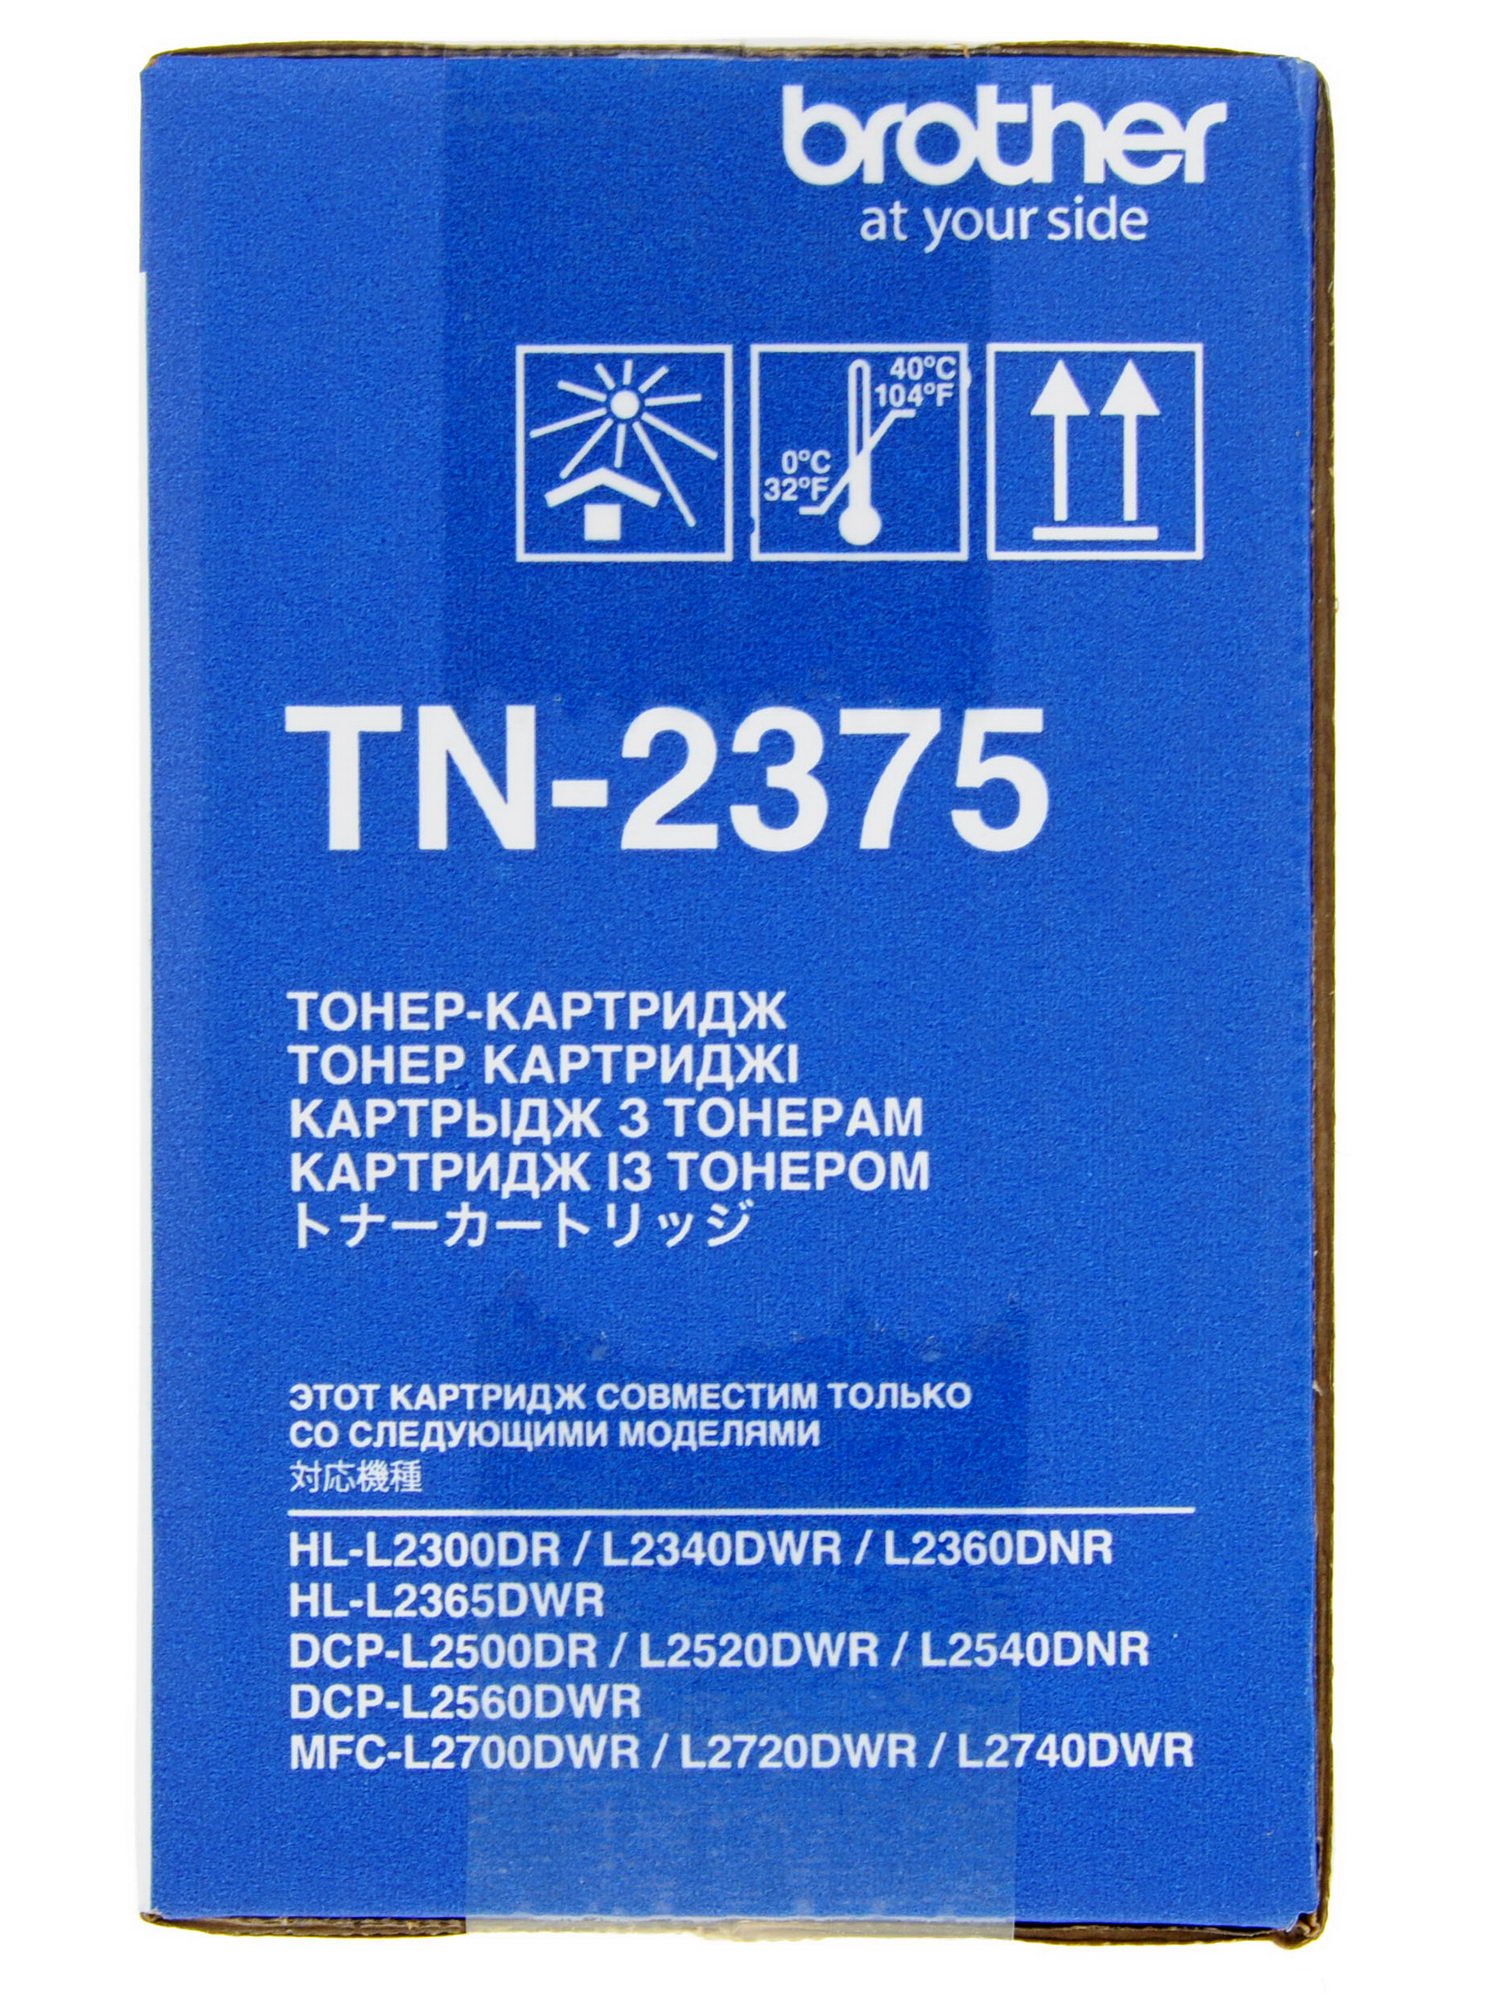 brother
at your side
40°C
104°F
0°C
32°F
TN-2375
ТОНЕР-КАРТРИДЖ
ТОНЕР КАРТРИДЖІ
КАРТРЫДЖ З ТОНЕРАМ
КАРТРИДЖ ІЗ ТОНЕРОМ
トナーカートリッジ
ЭТОТ КАРТРИДЖ СОВМЕСТИМ ТОЛЬКО
СО СЛЕДУЮЩИМИ МОДЕЛЯМИ
対応機種
HL-L2300DR / L2340DWR / L2360DNR
HL-L2365DWR
DCP-L2500DR / L2520DWR / L2540DNR
DCP-L2560DWR
MFC-L2700DWR / L2720DWR / L2740DWR